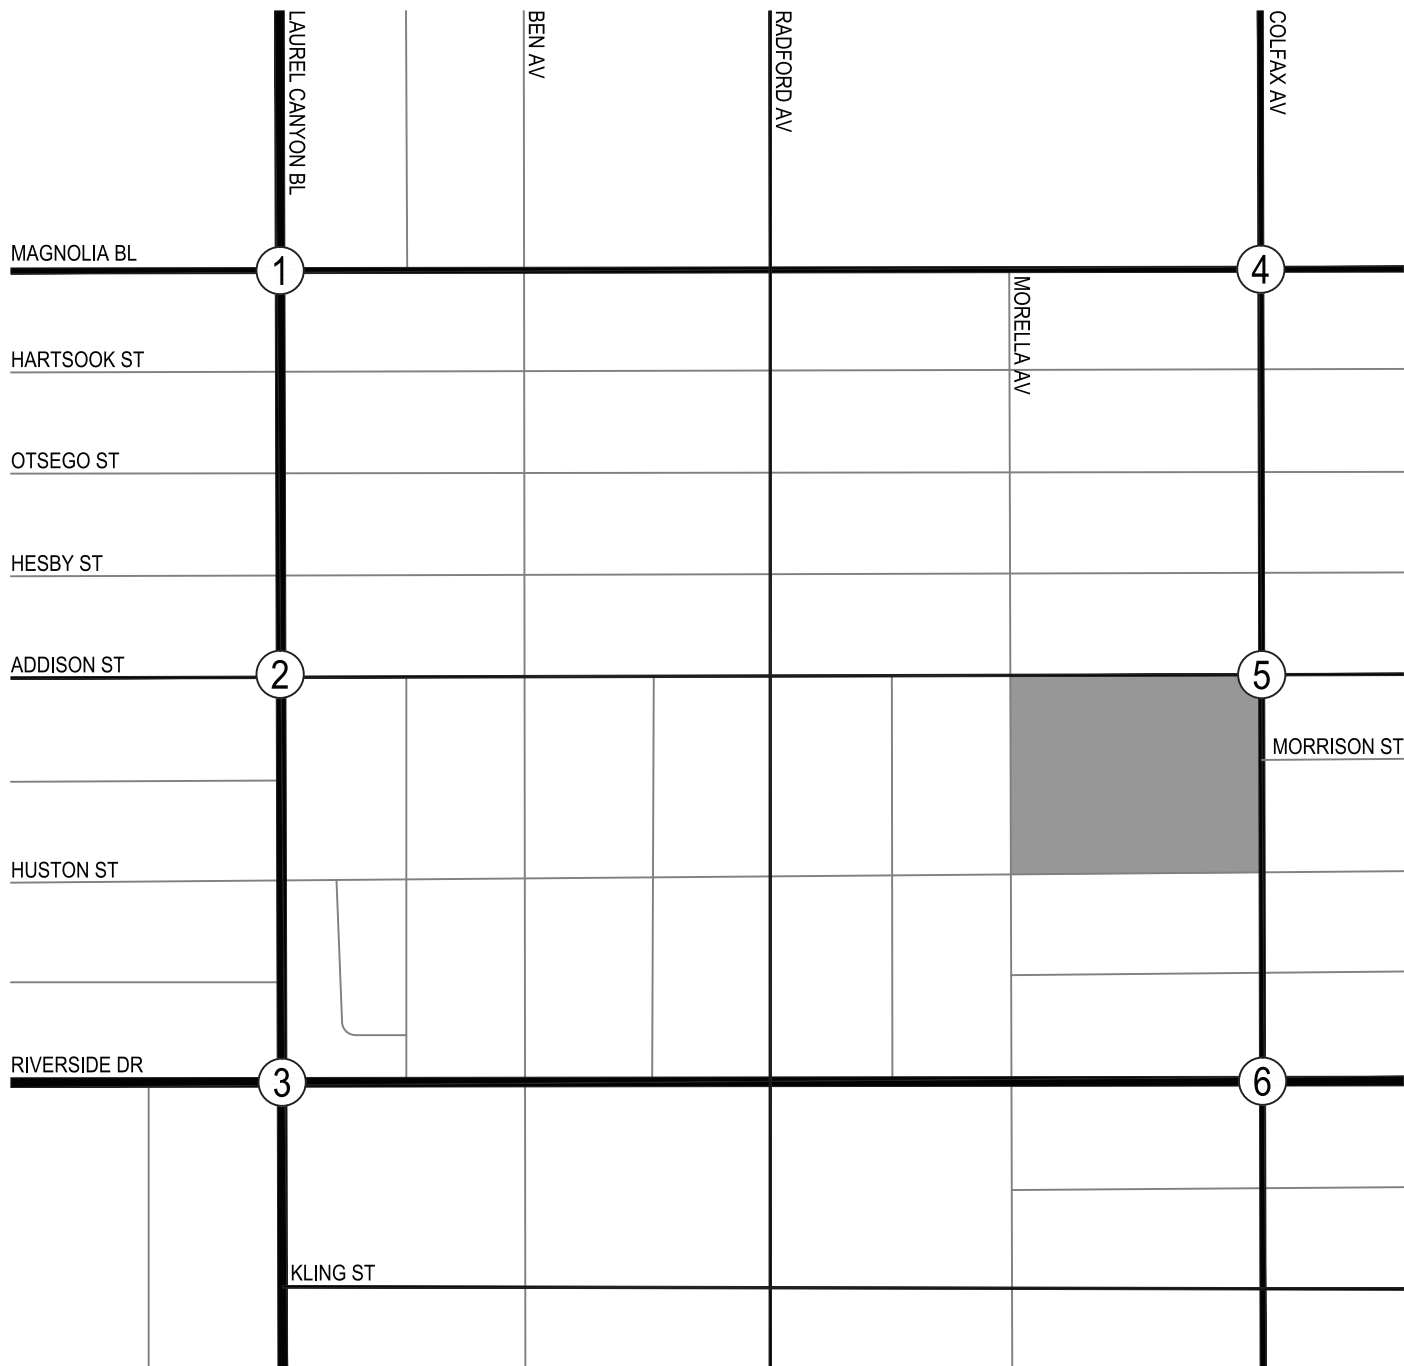 LAUREL CANYON BL
BEN AV
RADFORD AV
COLFAX AV
MAGNOLIA BL
1
4
MORELLA AV
HARTSOOK ST
OTSEGO ST
HESBY ST
ADDISON ST
2
5
MORRISON ST
HUSTON ST
RIVERSIDE DR
3
6
KLING ST